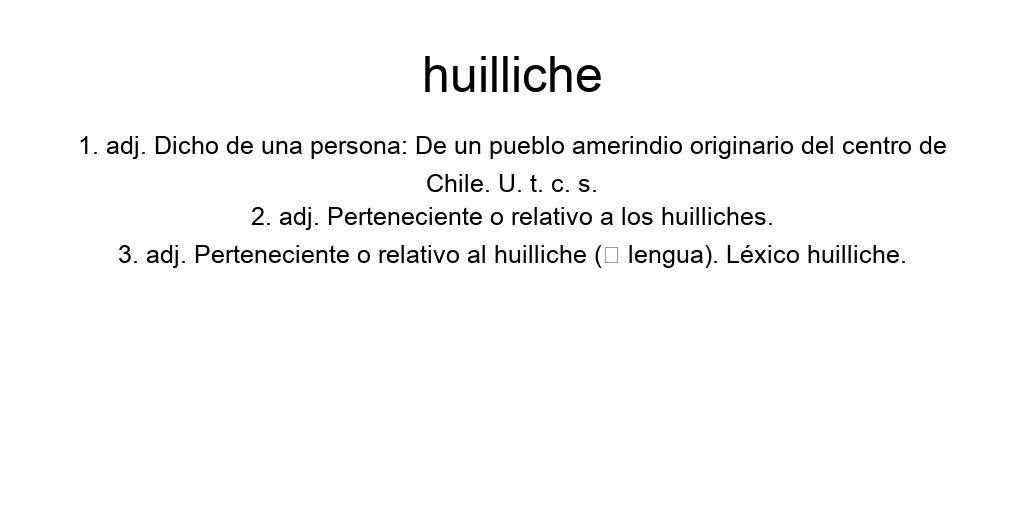 huilliche
1. adj. Dicho de una persona: De un pueblo amerindio originario del centro de
Chile. U. t. c. s.
2. adj. Perteneciente o relativo a los huilliches.
3. adj. Perteneciente o relativo al huilliche (□ lengua). Léxico huilliche.